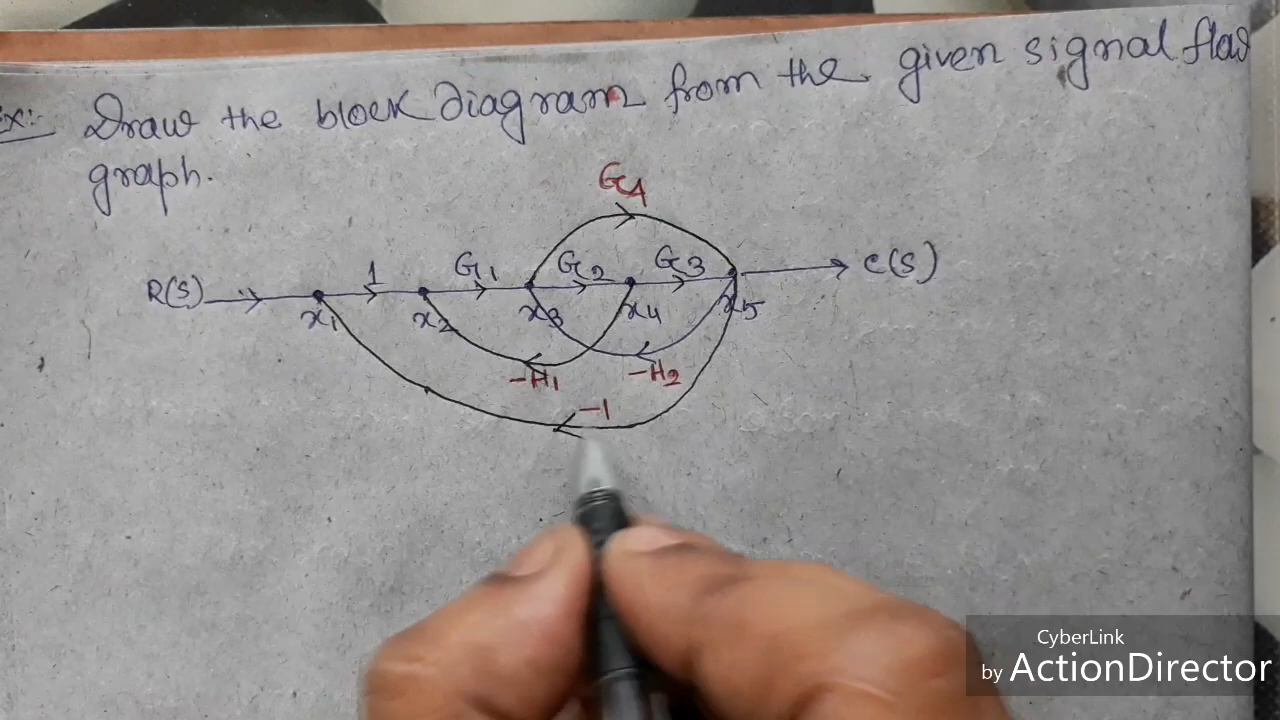 Ex:- Draw the block diagram from the given signal flow
graph.
G4
R(S) 1 G1 G2 G3 C(S)
x1 x2 x3 x4 x5
-H1 -H2
-1
CyberLink
by ActionDirector